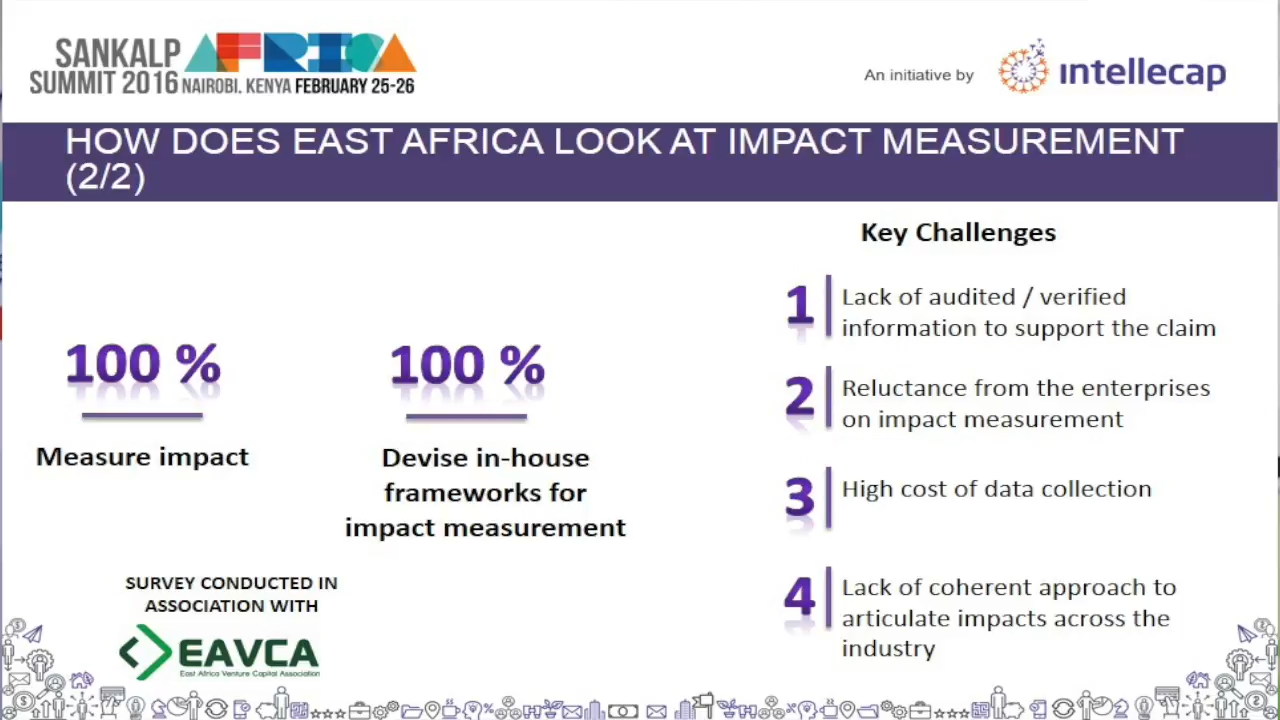 SANKALP
SUMMIT 2016
AFRICA
NAIROBI, KENYA FEBRUARY 25-26
An initiative by
ıntellecap
HOW DOES EAST AFRICA LOOK AT IMPACT MEASUREMENT
(2/2)
100 %
Measure impact
100 %
Devise in-house
frameworks for
impact measurement
Key Challenges
1
Lack of audited / verified
information to support the claim
2
Reluctance from the enterprises
on impact measurement
3
High cost of data collection
4
Lack of coherent approach to
articulate impacts across the
industry
SURVEY CONDUCTED IN
ASSOCIATION WITH
EAVCA
East Africa Venture Capital Association